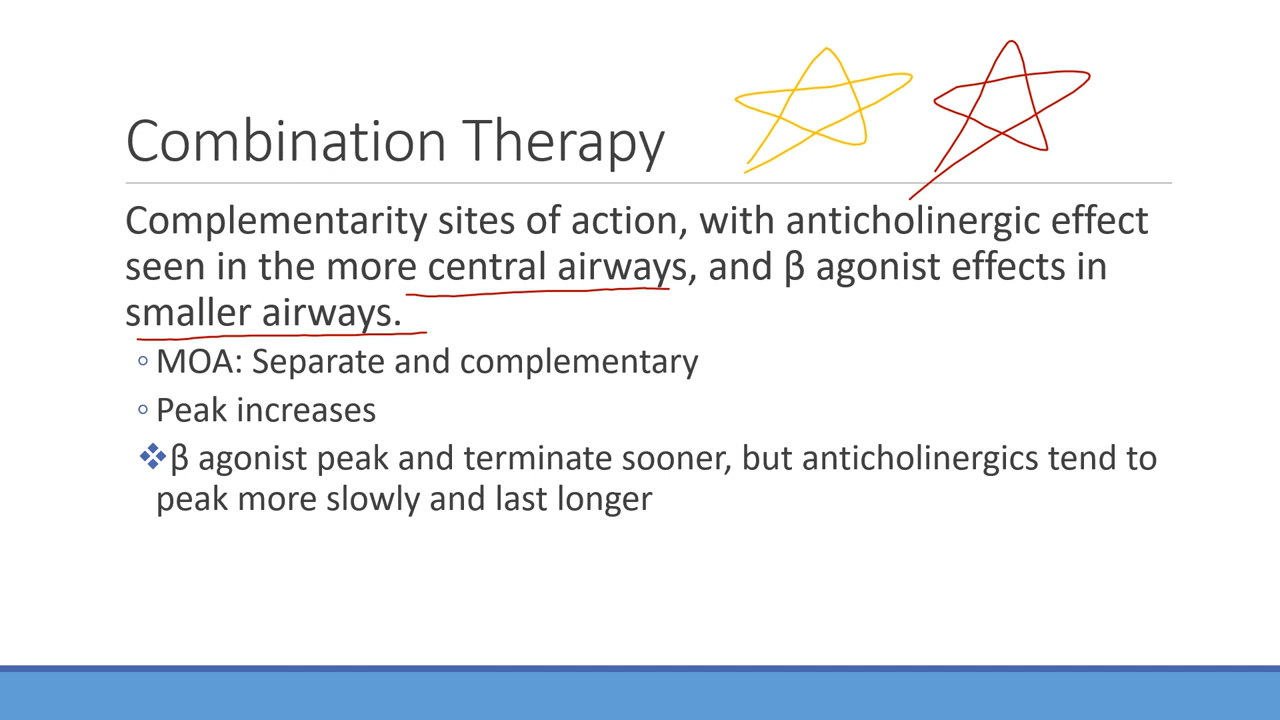 Combination Therapy
Complementarity sites of action, with anticholinergic effect
seen in the more central airways, and β agonist effects in
smaller airways.
◦ MOA: Separate and complementary
◦ Peak increases
❖β agonist peak and terminate sooner, but anticholinergics tend to
peak more slowly and last longer